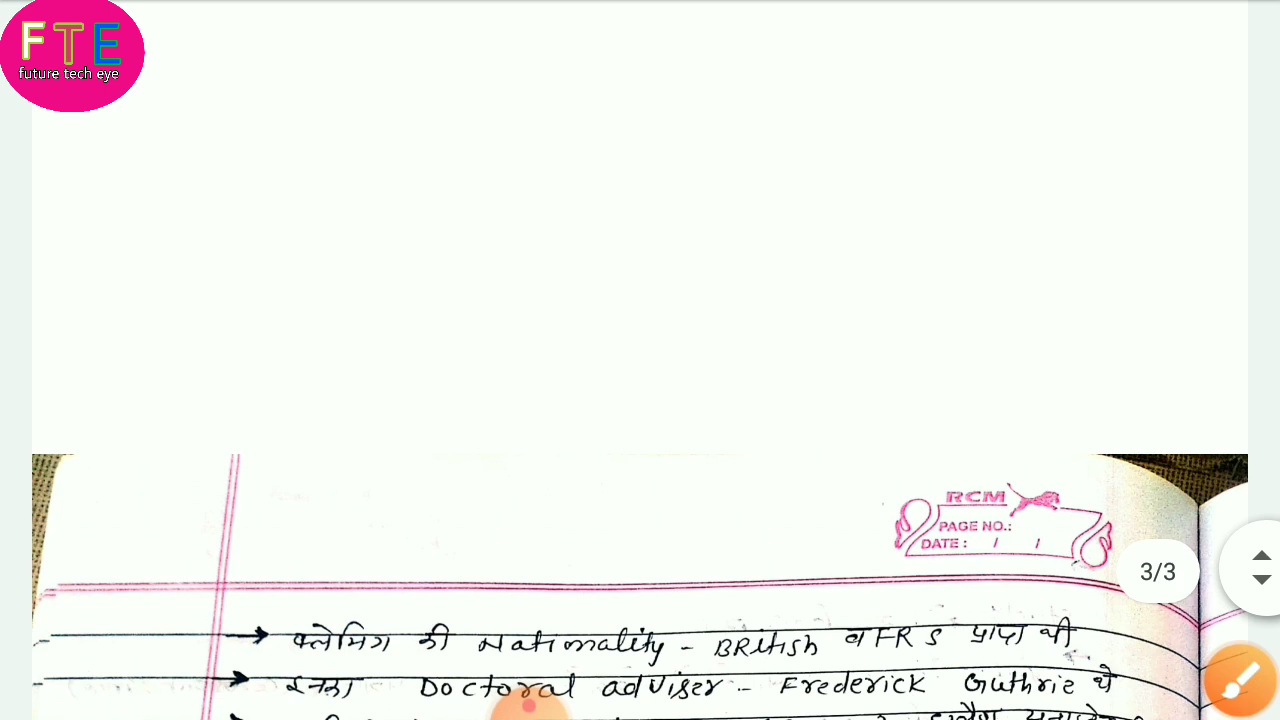 FTE
future tech eye
RCM
PAGE NO.:
DATE: / /
3/3
→ फ्लेमिंग की Nationality - BRitish व FRS प्राप्त थी
→ इनका Doctoral adviser - Frederick Guthrie थे